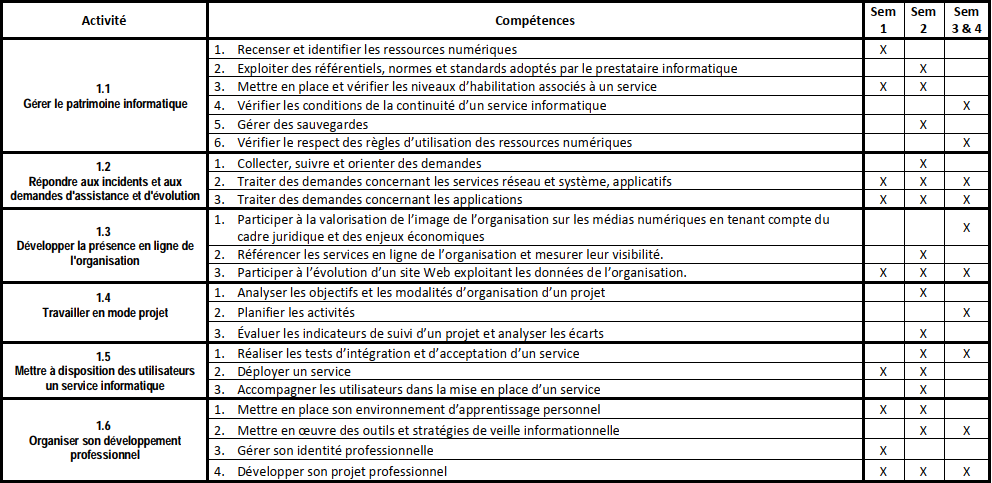 Activité Compétences Sem 1 Sem 2 Sem 3 & 4
1.1
Gérer le patrimoine informatique
1. Recenser et identifier les ressources numériques X
2. Exploiter des référentiels, normes et standards adoptés par le prestataire informatique X
3. Mettre en place et vérifier les niveaux d’habilitation associés à un service X X
4. Vérifier les conditions de la continuité d’un service informatique X
5. Gérer des sauvegardes X
6. Vérifier le respect des règles d’utilisation des ressources numériques X
1.2
Répondre aux incidents et aux
demandes d'assistance et d’évolution
1. Collecter, suivre et orienter des demandes X
2. Traiter des demandes concernant les services réseau et système, applicatifs X X X
3. Traiter des demandes concernant les applications X X X
1.3
Développer la présence en ligne de
l'organisation
1. Participer à la valorisation de l’image de l’organisation sur les médias numériques en tenant compte du
cadre juridique et des enjeux économiques X
2. Référencer les services en ligne de l’organisation et mesurer leur visibilité. X
3. Participer à l’évolution d’un site Web exploitant les données de l’organisation. X X X
1.4
Travailler en mode projet
1. Analyser les objectifs et les modalités d’organisation d’un projet X
2. Planifier les activités X
3. Évaluer les indicateurs de suivi d’un projet et analyser les écarts X
1.5
Mettre à disposition des utilisateurs
un service informatique
1. Réaliser les tests d’intégration et d’acceptation d’un service X X
2. Déployer un service X X
3. Accompagner les utilisateurs dans la mise en place d’un service X
1.6
Organiser son développement
professionnel
1. Mettre en place son environnement d’apprentissage personnel X X
2. Mettre en œuvre des outils et stratégies de veille informationnelle X X
3. Gérer son identité professionnelle X
4. Développer son projet professionnel X X X